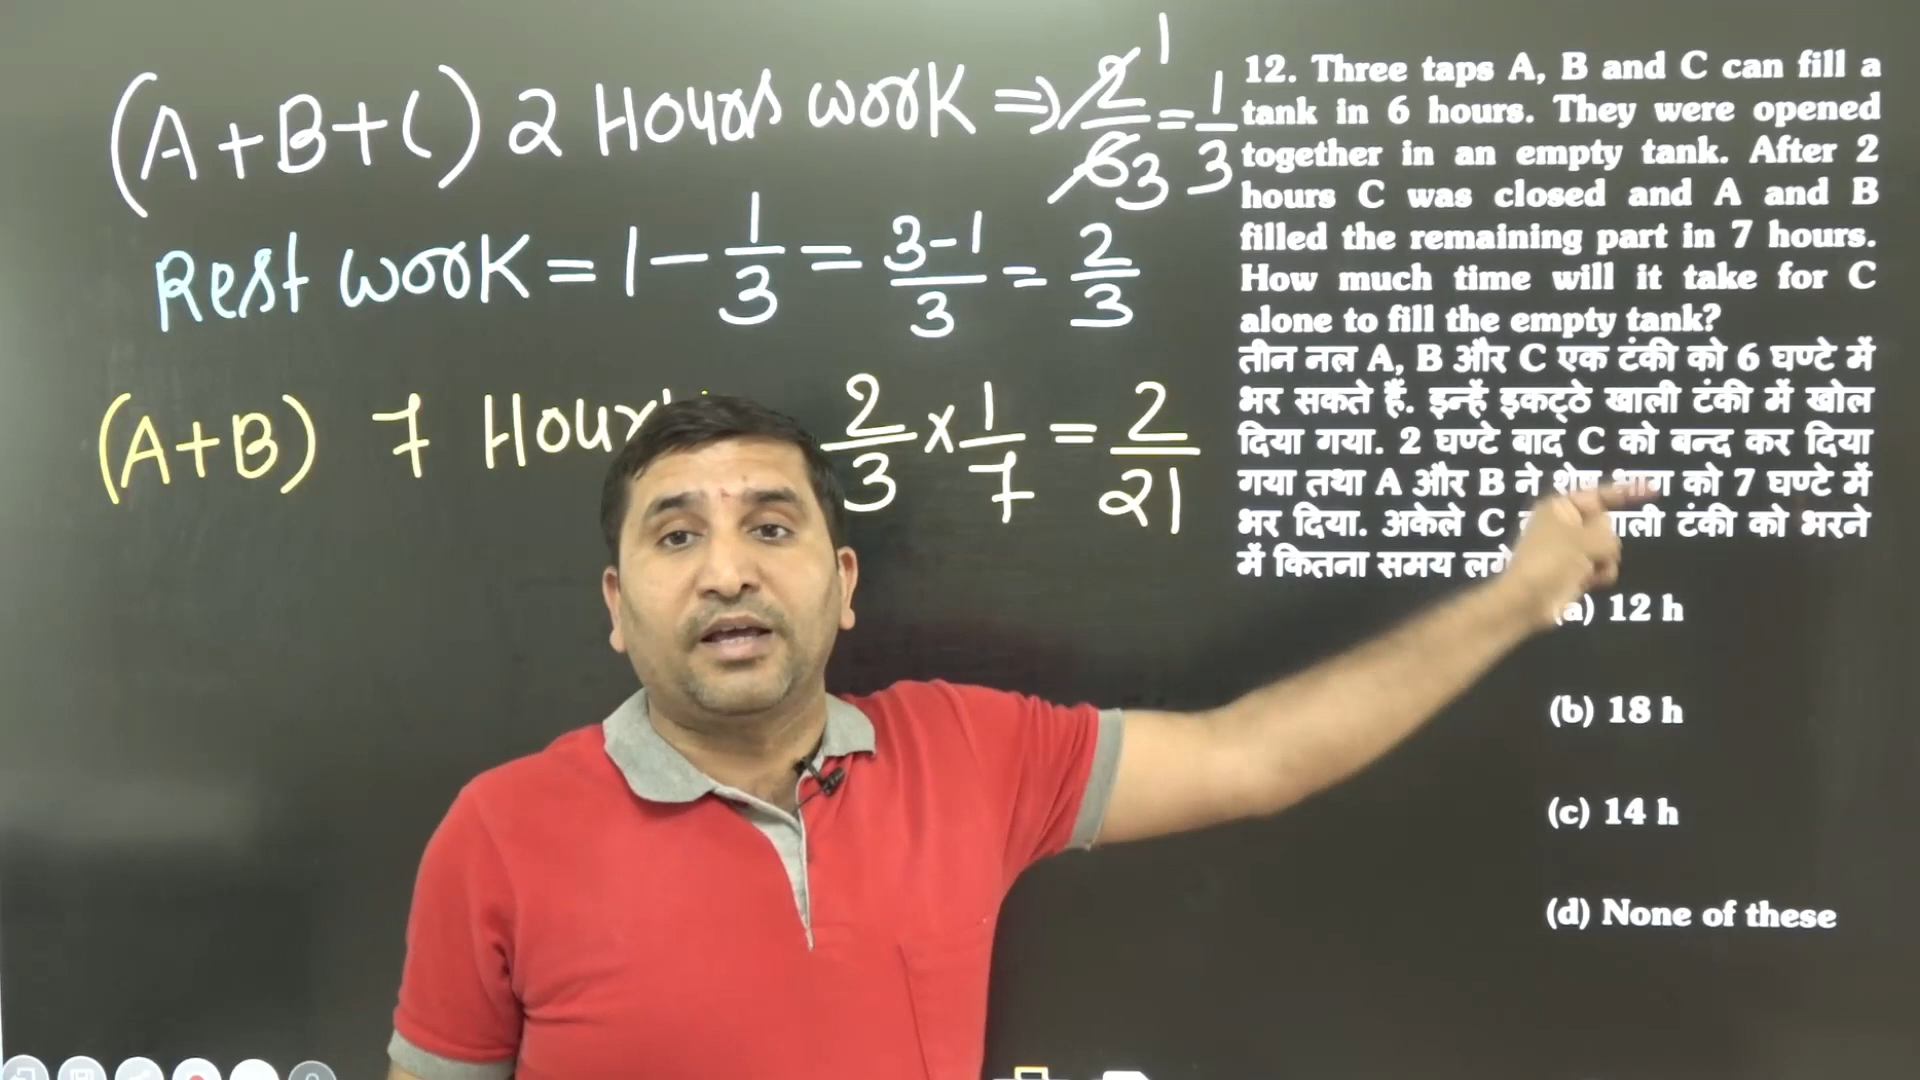 (A+B+C) 2 Hours work ⇒ 2/6 1 3 = 1/3
Rest work = 1 - 1/3 = 3-1/3 = 2/3
(A+B) 7 2/3 × 1/7 = 2/21
12. Three taps A, B and C can fill a
tank in 6 hours. They were opened
together in an empty tank. After 2
hours C was closed and A and B
filled the remaining part in 7 hours.
How much time will it take for C
alone to fill the empty tank?
तीन नल A, B और C एक टंकी को 6 घण्टे में
भर सकते हैं. इन्हें इकट्ठे खाली टंकी में खोल
दिया गया. 2 घण्टे बाद C को बन्द कर दिया
गया तथा A और B ने शेष भाग को 7 घण्टे में
भर दिया. अकेले C टंकी को भरने
में कितना समय
(a) 12 h
(b) 18 h
(c) 14 h
(d) None of these